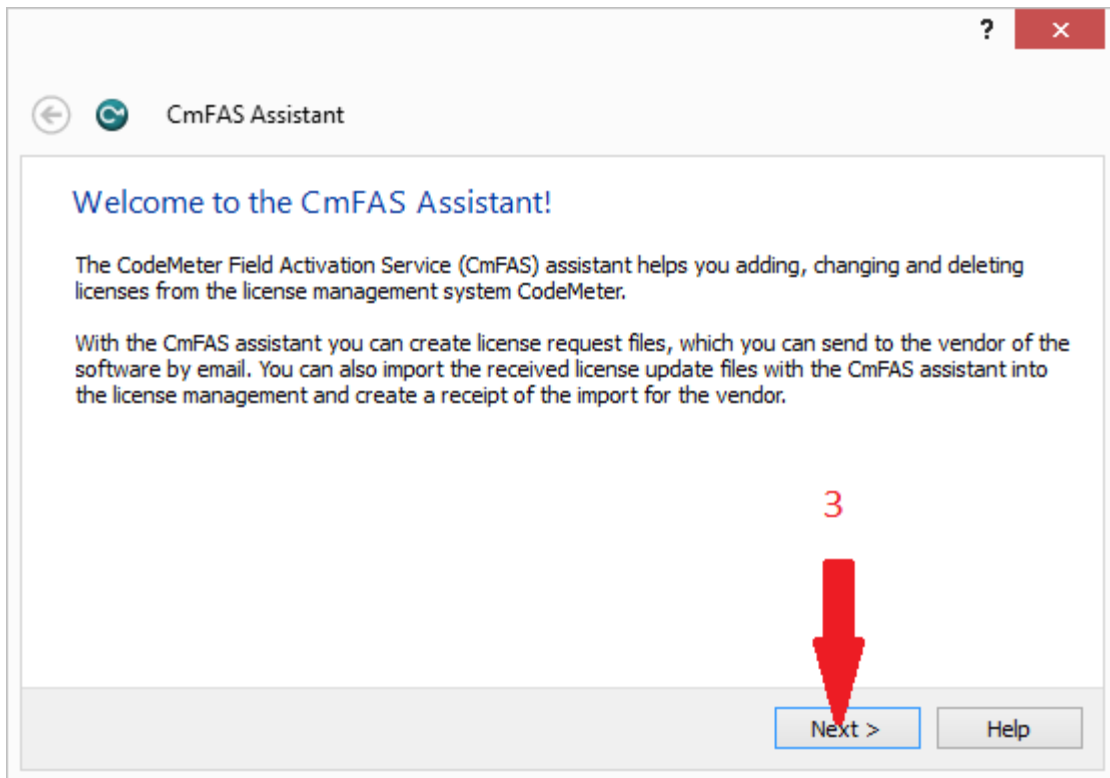 ?
CmFAS Assistant
Welcome to the CmFAS Assistant!
The CodeMeter Field Activation Service (CmFAS) assistant helps you adding, changing and deleting
licenses from the license management system CodeMeter.
With the CmFAS assistant you can create license request files, which you can send to the vendor of the
software by email. You can also import the received license update files with the CmFAS assistant into
the license management and create a receipt of the import for the vendor.
3
Next >
Help